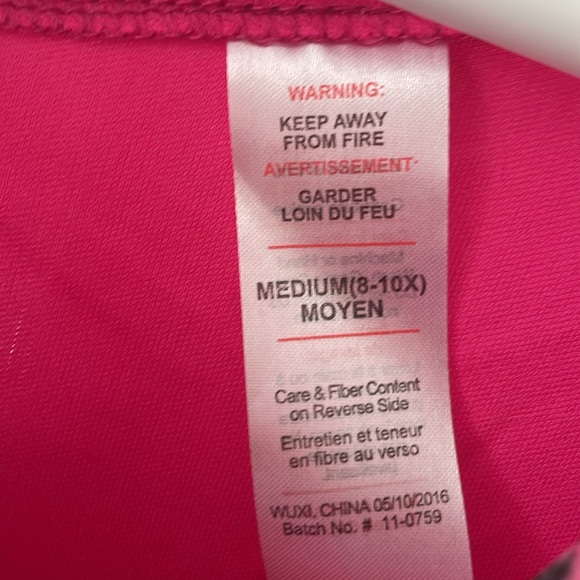 WARNING:
KEEP AWAY
FROM FIRE
AVERTISSEMENT
GARDER
LOIN DU FEU
MEDIUM(8-10X)
MOYEN
Care & Fiber Content
on Reverse Side
Entretien et teneur
en fibre au verso
WUXI, CHINA 05/10/2016
Batch No. # 11-0759